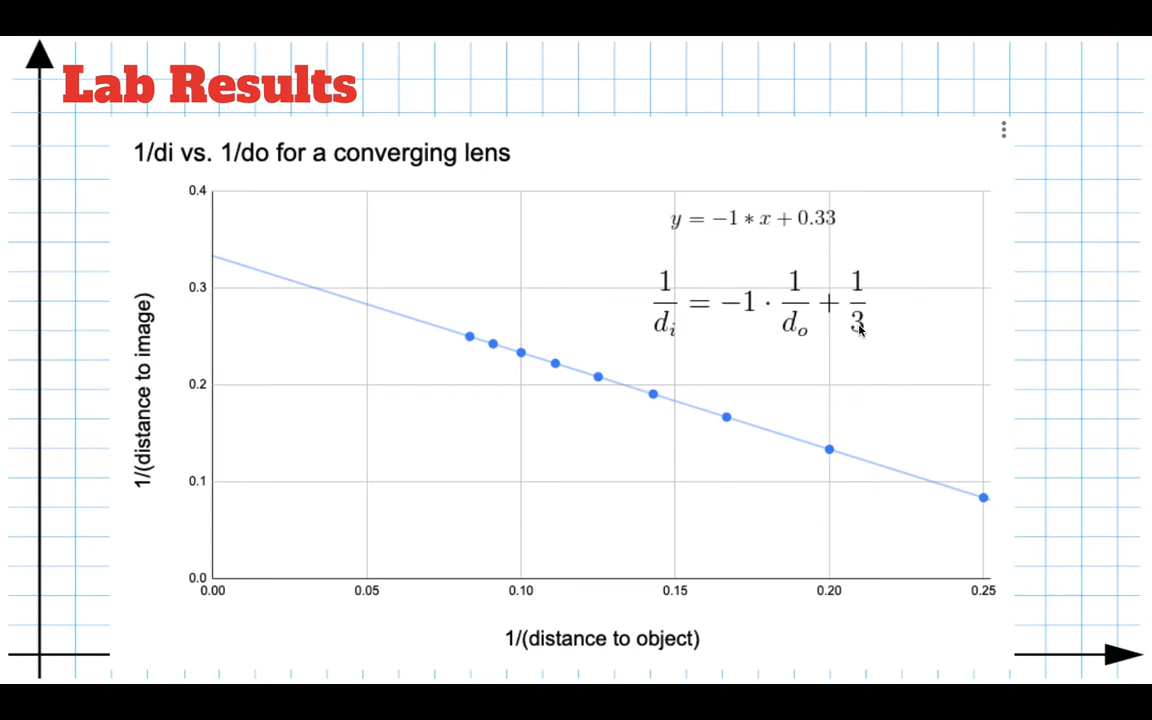 Lab Results
1/di vs. 1/do for a converging lens
y = −1 * x + 0.33
1/d_i = −1 · 1/d_o + 1/3
1/(distance to image)
0.4
0.3
0.2
0.1
0.0
0.00 0.05 0.10 0.15 0.20 0.25
1/(distance to object)